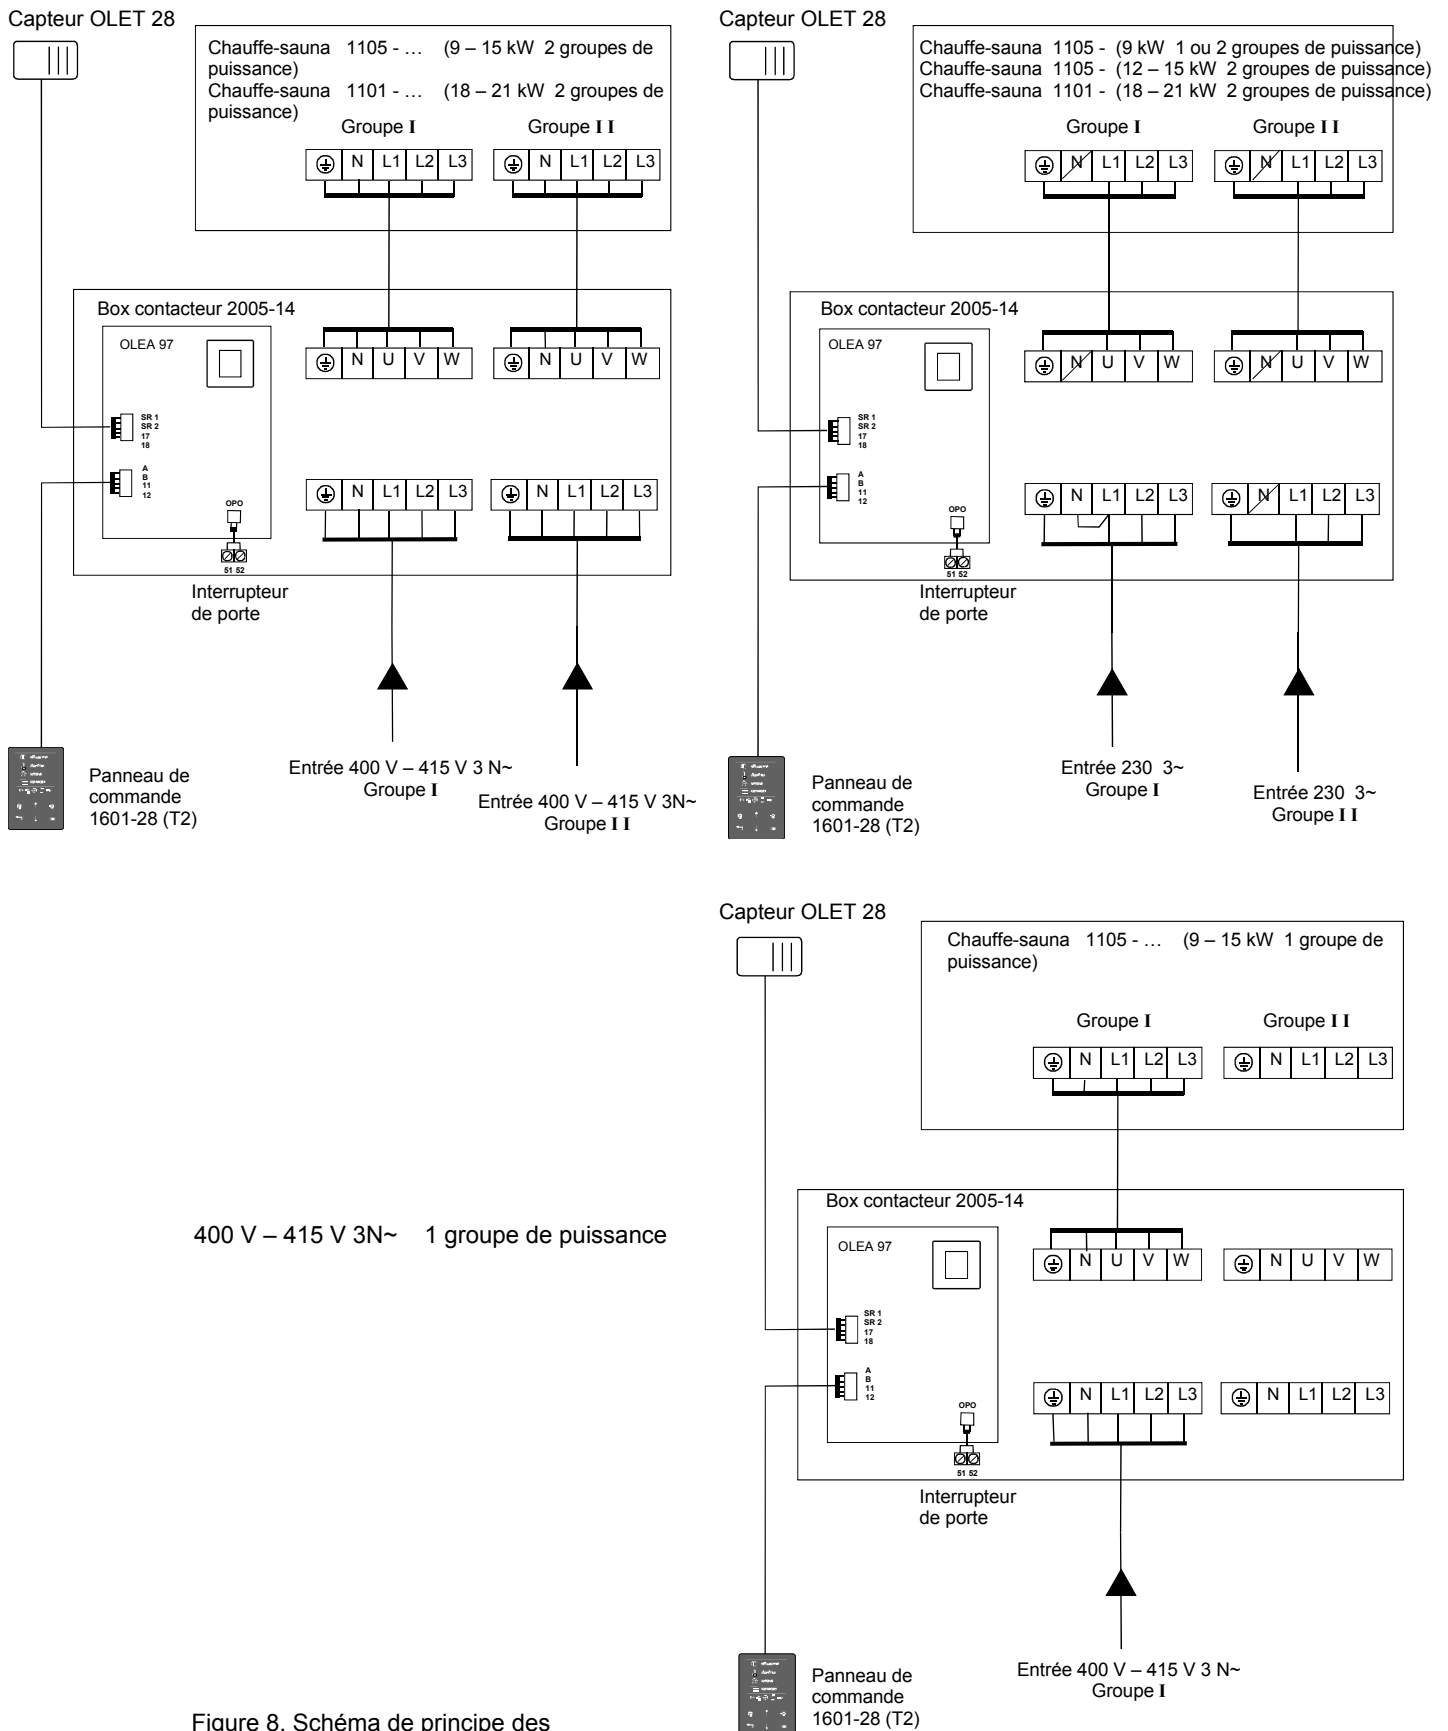 Capteur OLET 28
Chauffe-sauna 1105 - … (9 – 15 kW 2 groupes de
puissance)
Chauffe-sauna 1101 - … (18 – 21 kW 2 groupes de
puissance)
Groupe I Groupe I I
N L1 L2 L3 N L1 L2 L3
Box contacteur 2005-14
OLEA 97
N U V W N U V W
SR 1
SR 2
17
18
A
B
11
12
OPO
N L1 L2 L3 N L1 L2 L3
51 52
Interrupteur
de porte
Entrée 400 V – 415 V 3 N~
Groupe I
Entrée 400 V – 415 V 3N~
Groupe I I
Panneau de
commande
1601-28 (T2)
Capteur OLET 28
Chauffe-sauna 1105 - (9 kW 1 ou 2 groupes de puissance)
Chauffe-sauna 1105 - (12 – 15 kW 2 groupes de puissance)
Chauffe-sauna 1101 - (18 – 21 kW 2 groupes de puissance)
Groupe I Groupe I I
N L1 L2 L3 N L1 L2 L3
Box contacteur 2005-14
OLEA 97
N U V W N U V W
SR 1
SR 2
17
18
A
B
11
12
OPO
N L1 L2 L3 N L1 L2 L3
51 52
Interrupteur
de porte
Entrée 230 3~
Groupe I
Entrée 230 3~
Groupe I I
Panneau de
commande
1601-28 (T2)
400 V – 415 V 3N~ 1 groupe de puissance
Capteur OLET 28
Chauffe-sauna 1105 - … (9 – 15 kW 1 groupe de
puissance)
Groupe I Groupe I I
N L1 L2 L3 N L1 L2 L3
Box contacteur 2005-14
OLEA 97
N U V W N U V W
SR 1
SR 2
17
18
A
B
11
12
OPO
N L1 L2 L3 N L1 L2 L3
51 52
Interrupteur
de porte
Entrée 400 V – 415 V 3 N~
Groupe I
Panneau de
commande
1601-28 (T2)
Figure 8. Schéma de principe des